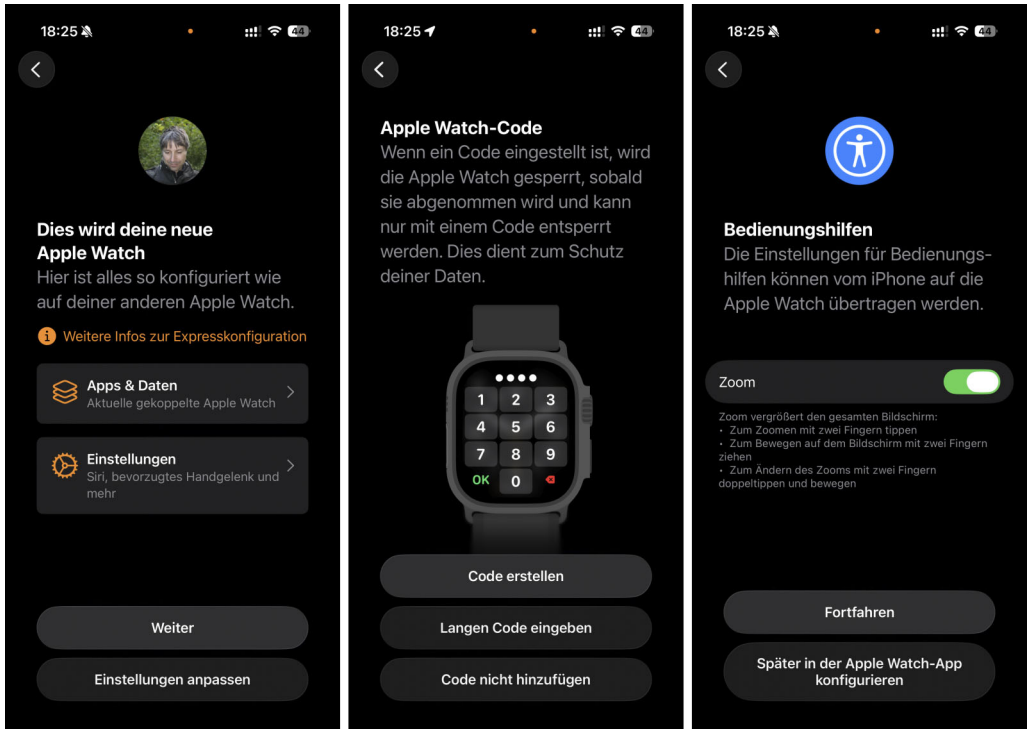 18:25
44
Dies wird deine neue
Apple Watch
Hier ist alles so konfiguriert wie
auf deiner anderen Apple Watch.
Weitere Infos zur Expresskonfiguration
Apps & Daten
Aktuelle gekoppelte Apple Watch
Einstellungen
Siri, bevorzugtes Handgelenk und
mehr
Weiter
Einstellungen anpassen
18:25
44
Apple Watch-Code
Wenn ein Code eingestellt ist, wird
die Apple Watch gesperrt, sobald
sie abgenommen wird und kann
nur mit einem Code entsperrt
werden. Dies dient zum Schutz
deiner Daten.
1 2 3
4 5 6
7 8 9
OK 0
Code erstellen
Langen Code eingeben
Code nicht hinzufügen
18:25
44
Bedienungshilfen
Die Einstellungen für Bedienungs-
hilfen können vom iPhone auf die
Apple Watch übertragen werden.
Zoom
Zoom vergrößert den gesamten Bildschirm:
• Zum Zoomen mit zwei Fingern tippen
• Zum Bewegen auf dem Bildschirm mit zwei Fingern
ziehen
• Zum Ändern des Zooms mit zwei Fingern
doppeltippen und bewegen
Fortfahren
Später in der Apple Watch-App
konfigurieren